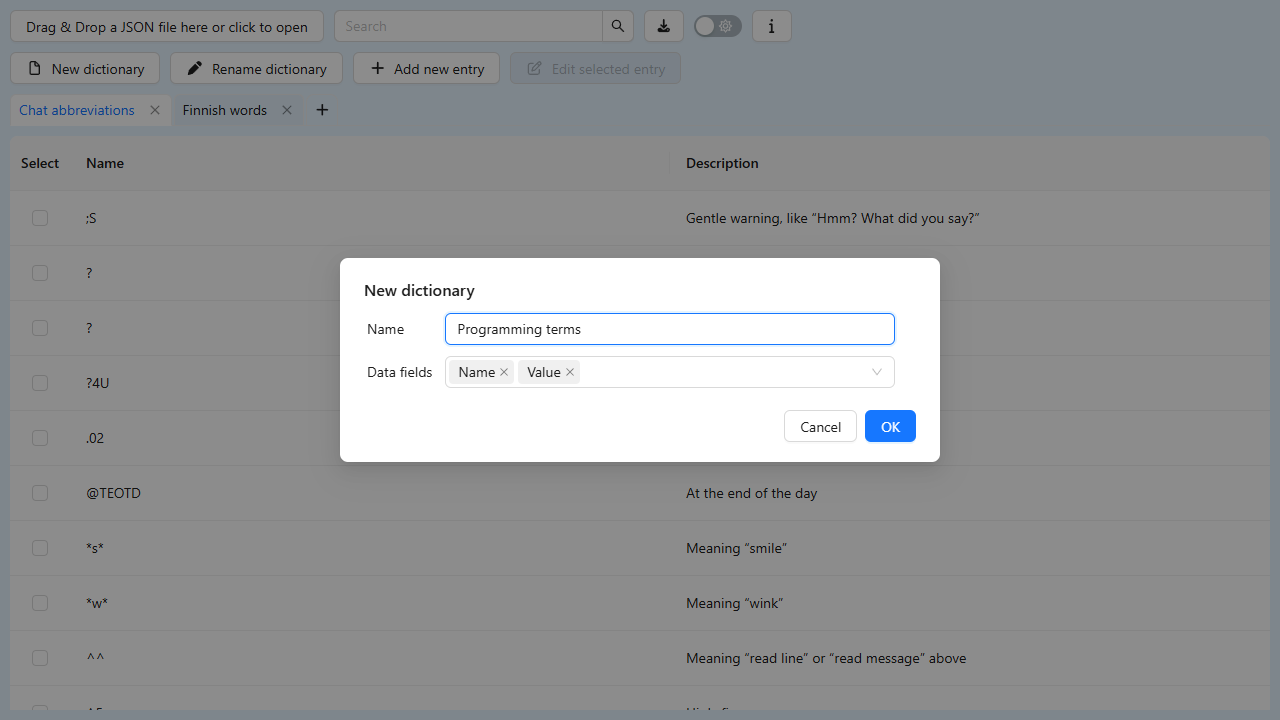 Drag & Drop a JSON file here or click to open
Search
New dictionary
Rename dictionary
Add new entry
Edit selected entry
Chat abbreviations
Finnish words
Select Name Description
;S Gentle warning, like “Hmm? What did you say?”
?
?
?4U
.02
@TEOTD At the end of the day
*s* Meaning “smile”
*w* Meaning “wink”
^^ Meaning “read line” or “read message” above
New dictionary
Name Programming terms
Data fields Name Value
Cancel OK